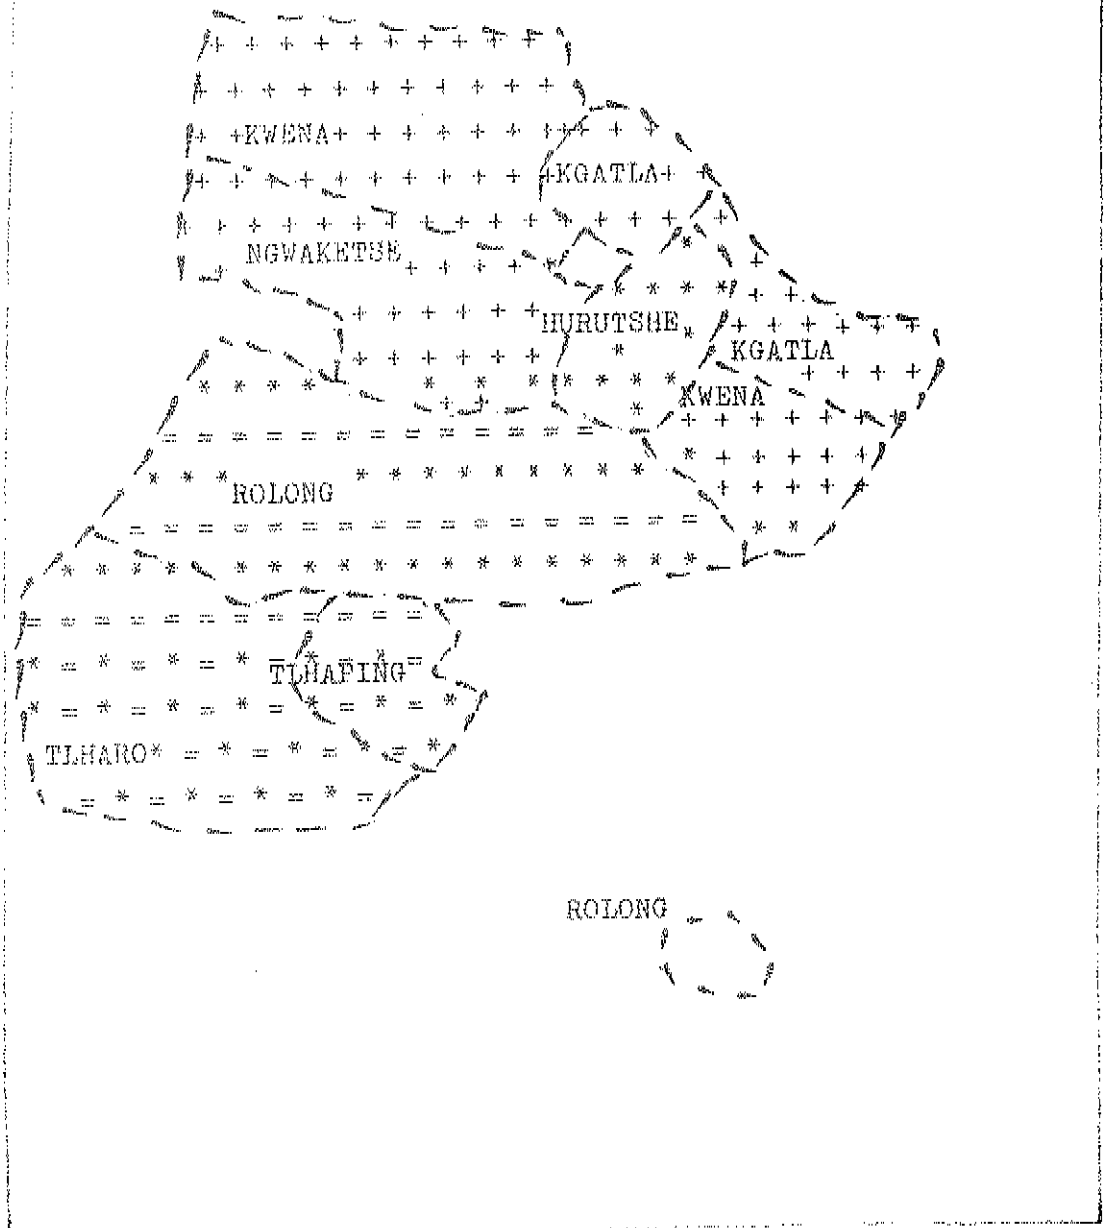 KWENA
KGATLA
NGWAKETSE
HURUTSHE
KGATLA
KWENA
ROLONG
TLHAPING
TLHARO
ROLONG